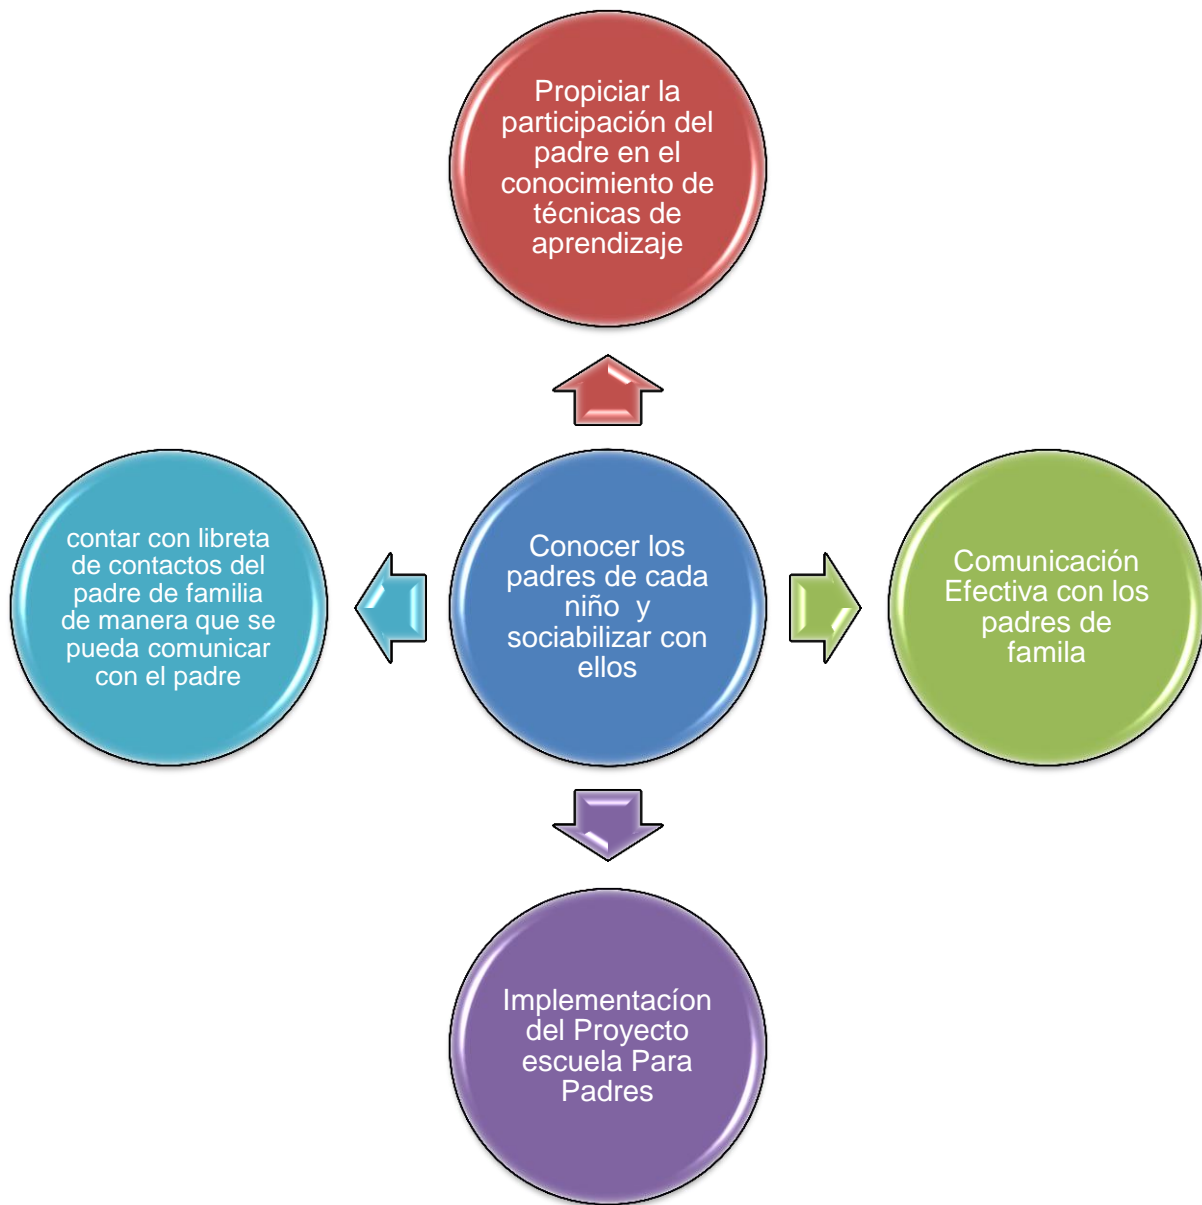 Propiciar la
participación del
padre en el
conocimiento de
técnicas de
aprendizaje
contar con libreta
de contactos del
padre de familia
de manera que se
pueda comunicar
con el padre
Conocer los
padres de cada
niño y
sociabilizar con
ellos
Comunicación
Efectiva con los
padres de
famila
Implementacíon
del Proyecto
escuela Para
Padres